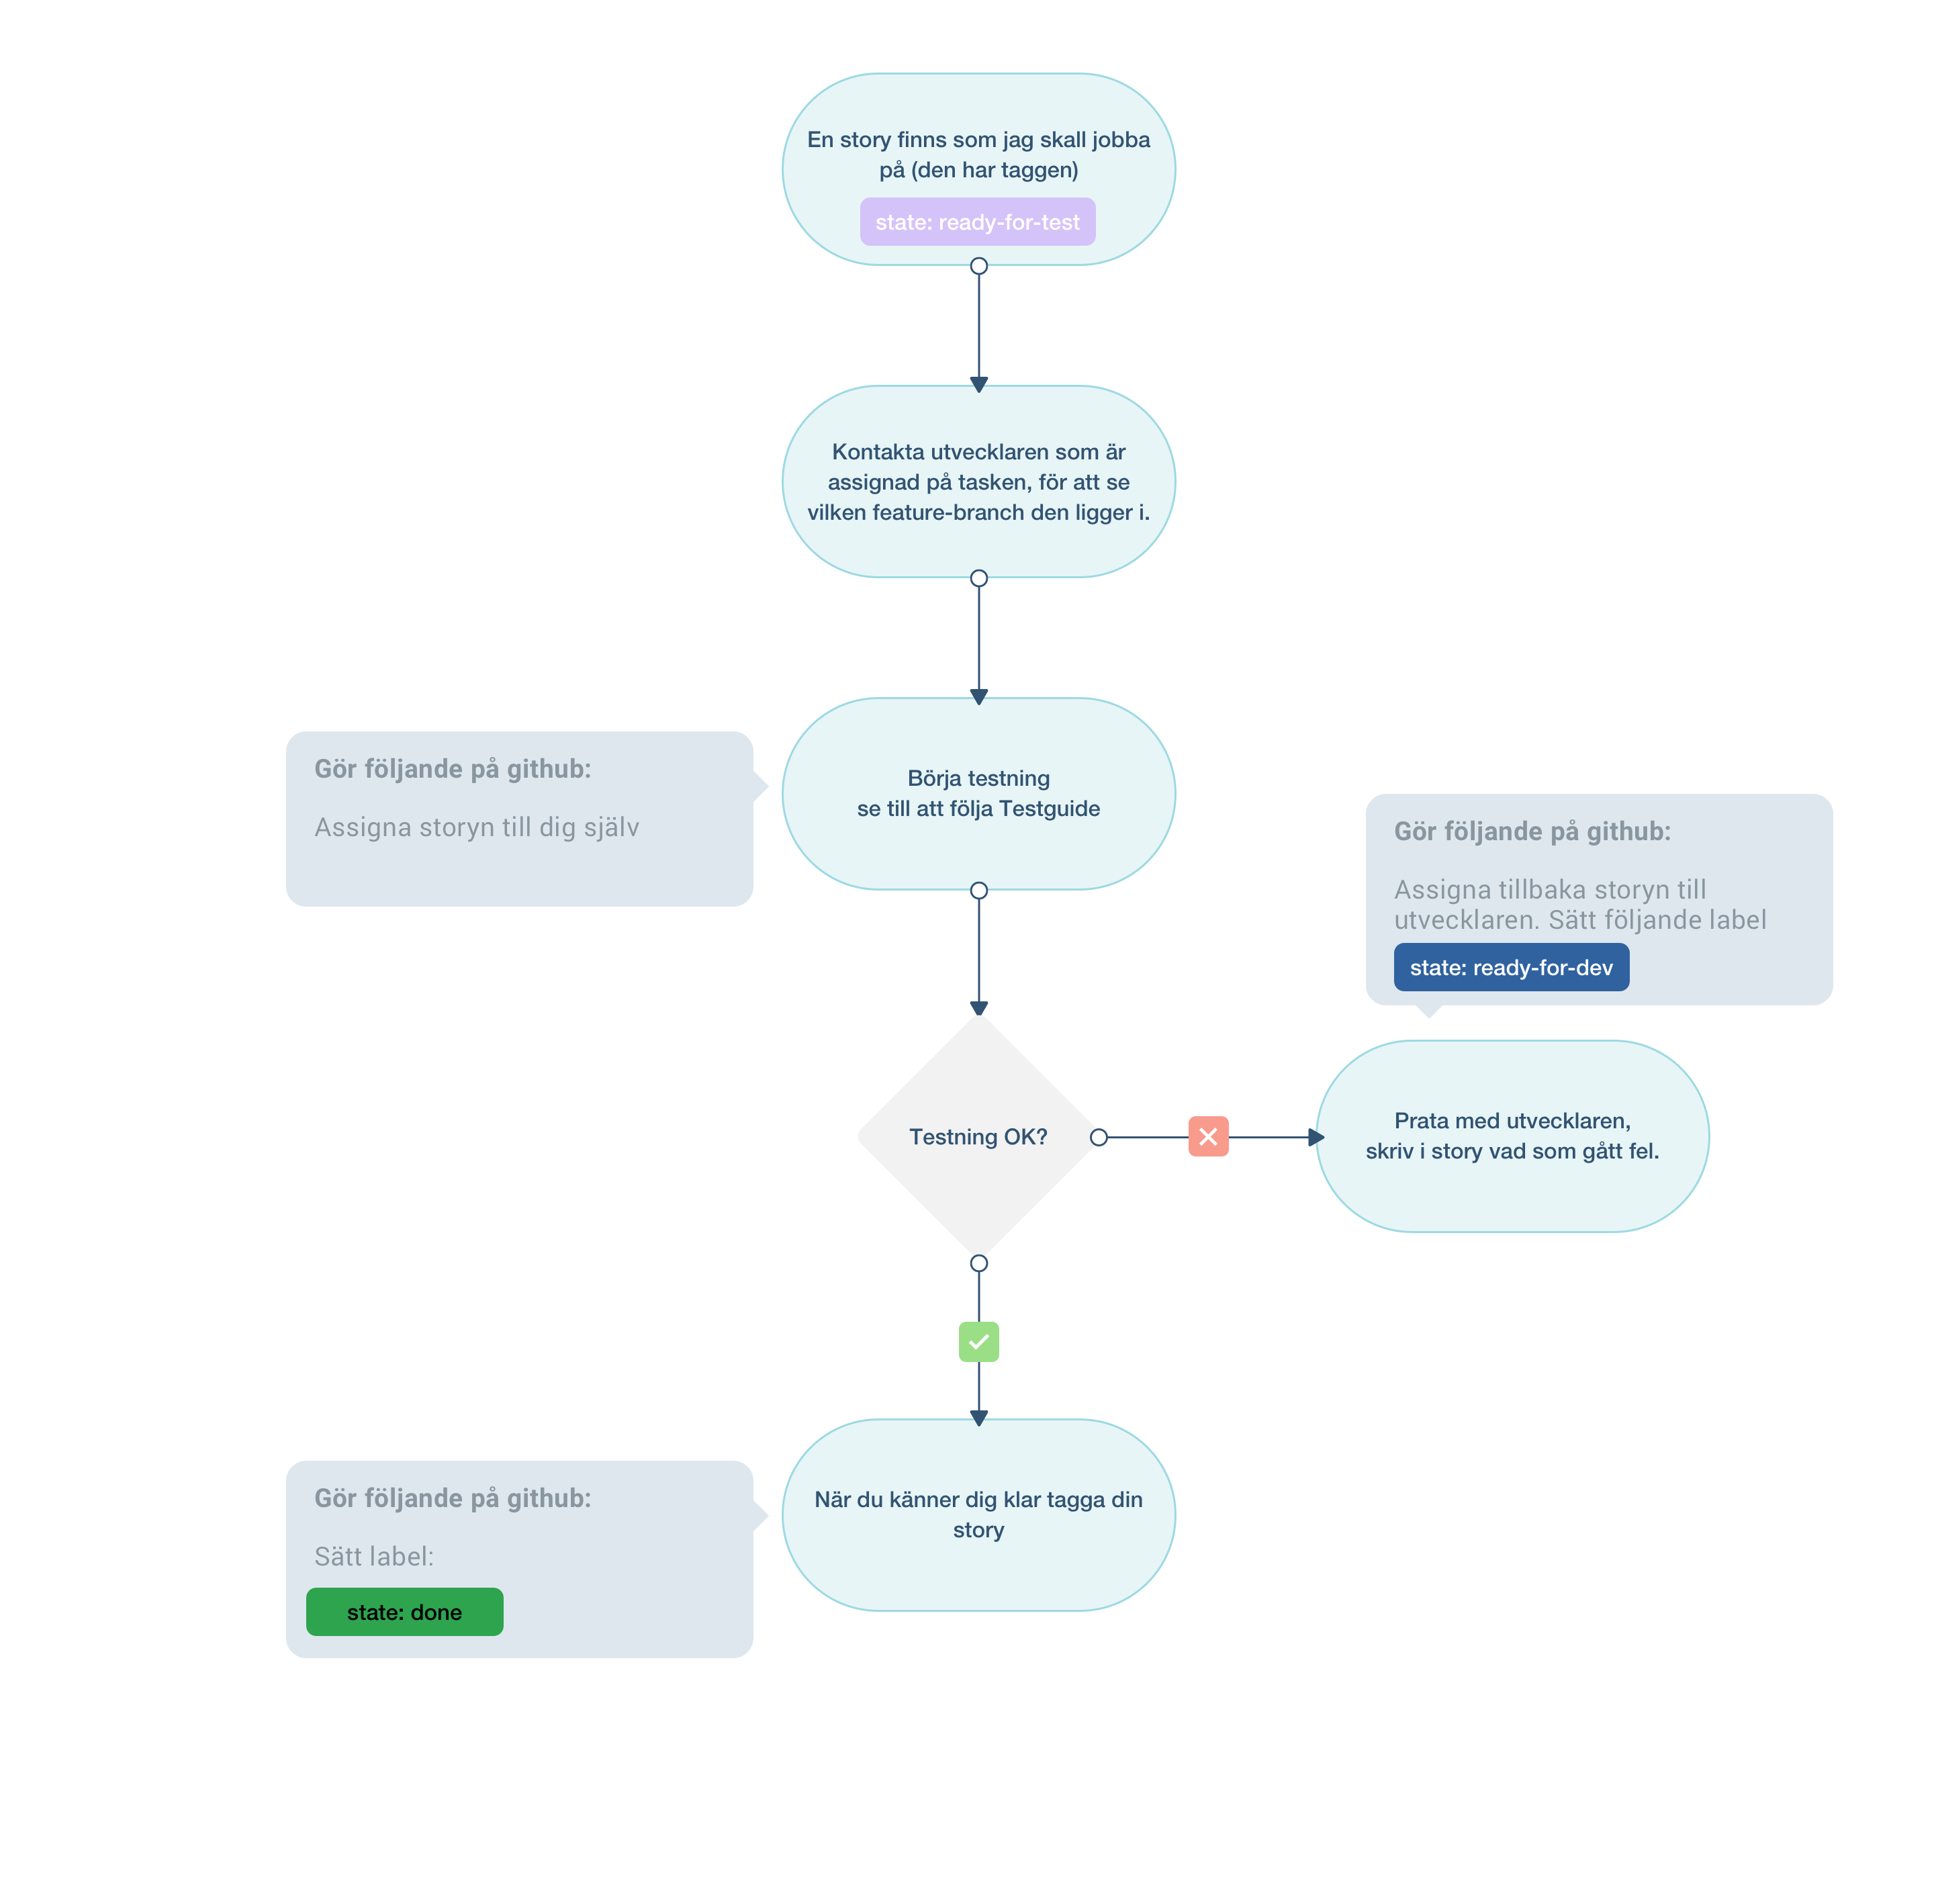 En story finns som jag skall jobba
på (den har taggen)
state: ready-for-test
Kontakta utvecklaren som är
assignad på tasken, för att se
vilken feature-branch den ligger i.
Gör följande på github:
Assigna storyn till dig själv
Börja testning
se till att följa Testguide
Gör följande på github:
Assigna tillbaka storyn till
utvecklaren. Sätt följande label
state: ready-for-dev
Testning OK?
Prata med utvecklaren,
skriv i story vad som gått fel.
Gör följande på github:
Sätt label:
state: done
När du känner dig klar tagga din
story